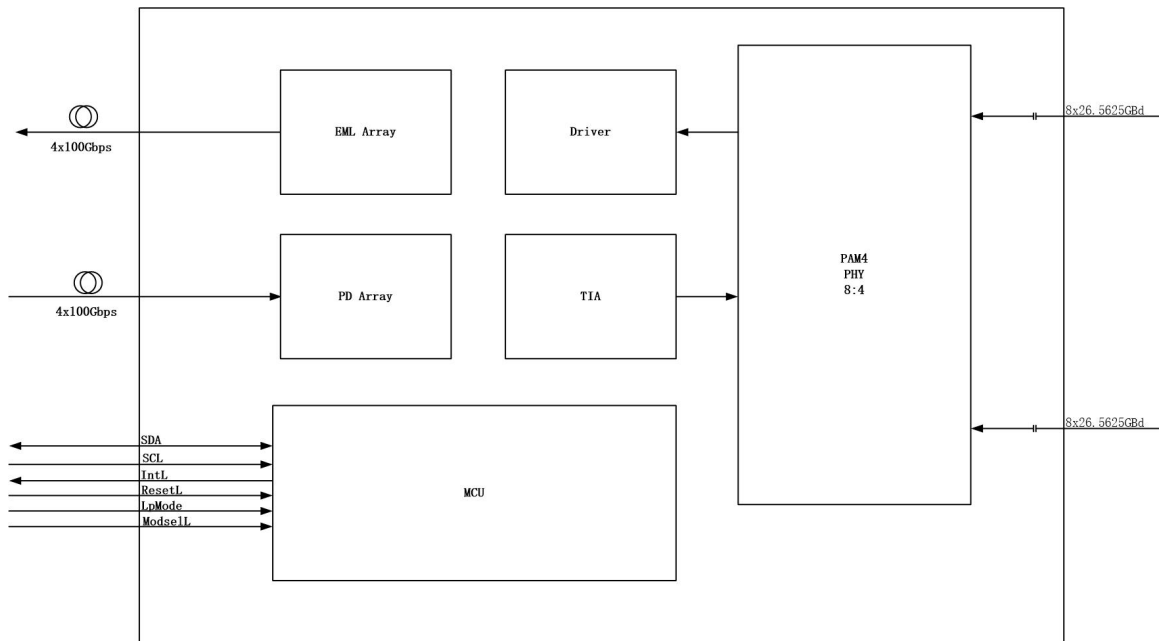 8x26.5625GBd
EML Array
Driver
4x100Gbps
PAM4
PHY
8:4
PD Array
TIA
4x100Gbps
8x26.5625GBd
SDA
SCL
IntL
ResetL
LpMode
ModselL
MCU